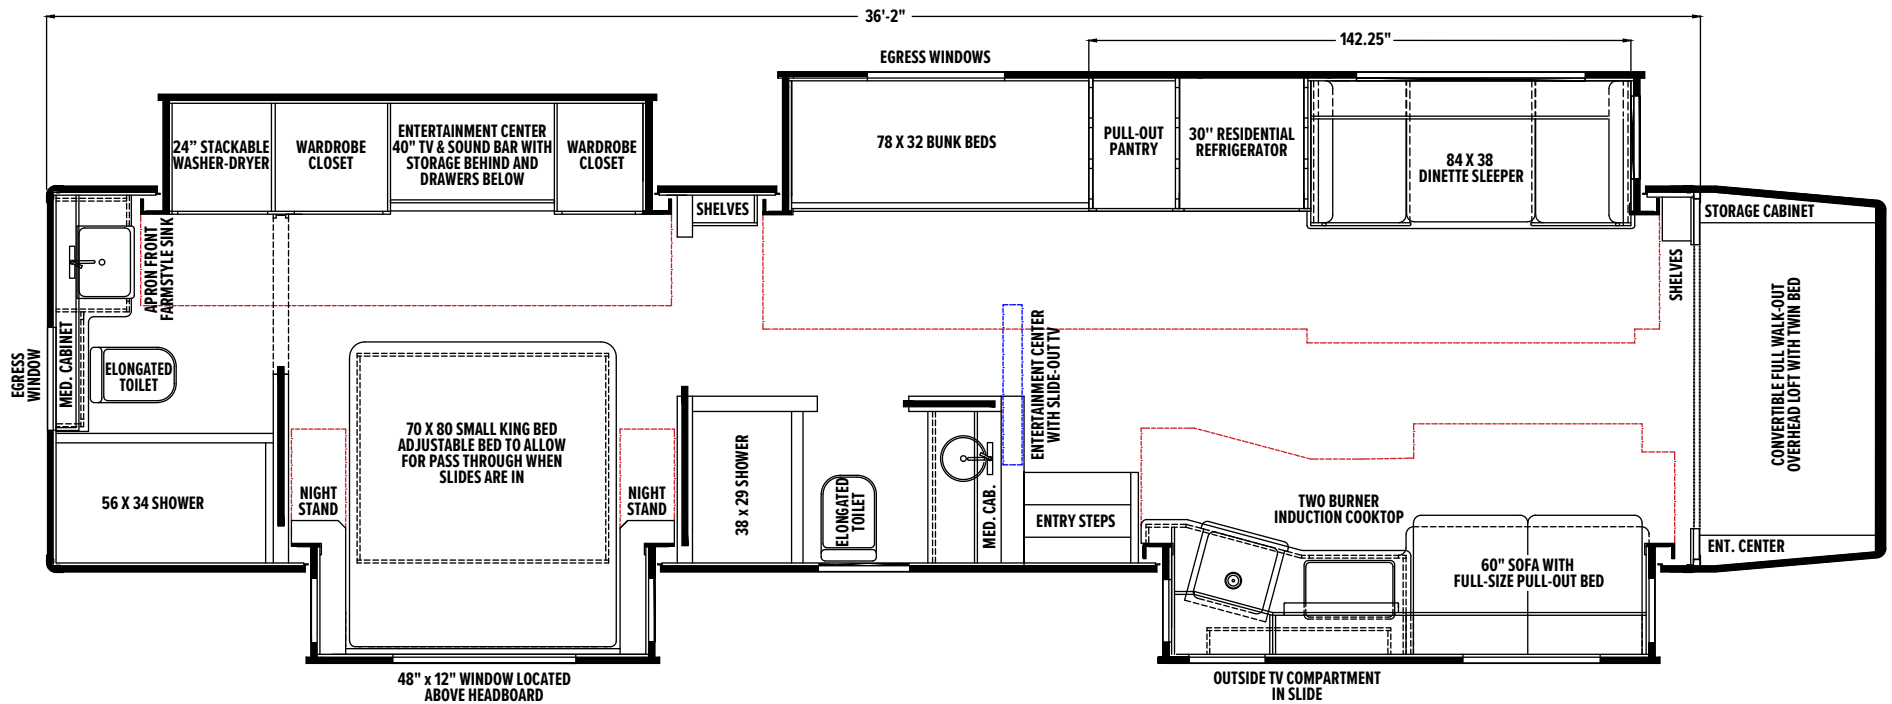 36'-2"
142.25"
EGRESS WINDOWS
24" STACKABLE
WASHER-DRYER
WARDROBE
CLOSET
ENTERTAINMENT CENTER
40" TV & SOUND BAR WITH
STORAGE BEHIND AND
DRAWERS BELOW
WARDROBE
CLOSET
78 X 32 BUNK BEDS
PULL-OUT
PANTRY
30" RESIDENTIAL
REFRIGERATOR
84 X 38
DINETTE SLEEPER
SHELVES
STORAGE CABINET
APRON FRONT
FARMSTYLE SINK
SHELVES
EGRESS
WINDOW
MED. CABINET
ELONGATED
TOILET
ENTERTAINMENT CENTER
WITH SLIDE-OUT TV
CONVERTIBLE FULL WALK-OUT
OVERHEAD LOFT WITH TWIN BED
70 X 80 SMALL KING BED
ADJUSTABLE BED TO ALLOW
FOR PASS THROUGH WHEN
SLIDES ARE IN
56 X 34 SHOWER
NIGHT
STAND
NIGHT
STAND
38 x 29 SHOWER
ELONGATED
TOILET
MED. CAB.
ENTRY STEPS
TWO BURNER
INDUCTION COOKTOP
60" SOFA WITH
FULL-SIZE PULL-OUT BED
ENT. CENTER
48" x 12" WINDOW LOCATED
ABOVE HEADBOARD
OUTSIDE TV COMPARTMENT
IN SLIDE